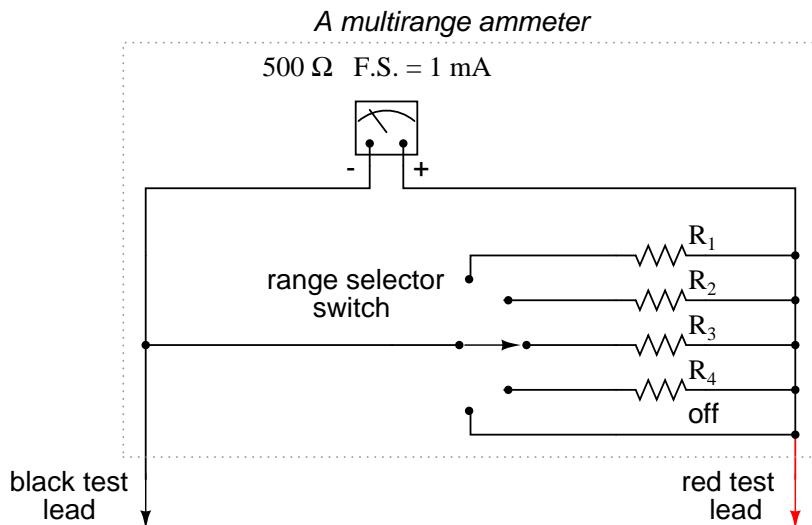 A multirange ammeter
500 Ω F.S. = 1 mA
- +
R1
range selector
switch
R2
R3
R4
off
black test
lead
red test
lead